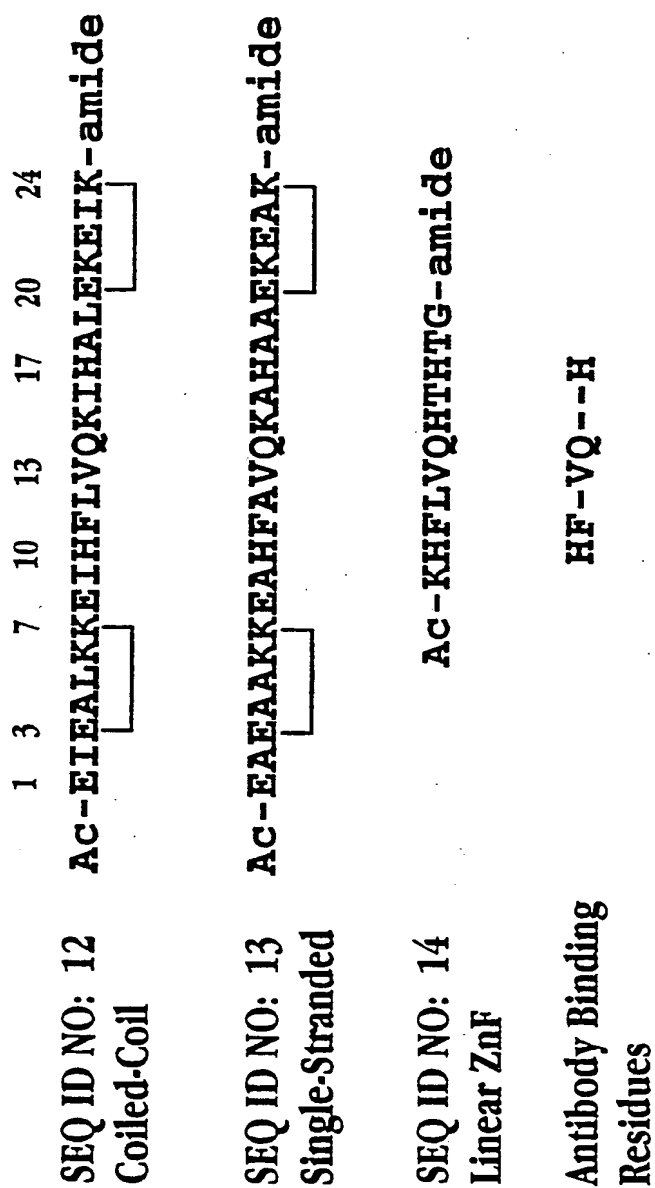 1 3 7 10 13 17 20 24
SEQ ID NO: 12 Ac-EIEALKKEIHFLVQKIHALEKEIK-amide
Coiled-Coil
SEQ ID NO: 13 Ac-EAEAAKKEAHFAVQKAHAAEKEAK-amide
Single-Stranded
SEQ ID NO: 14 Ac-KHFLVQHTHTG-amide
Linear ZnF
Antibody Binding HF-VQ--H
Residues